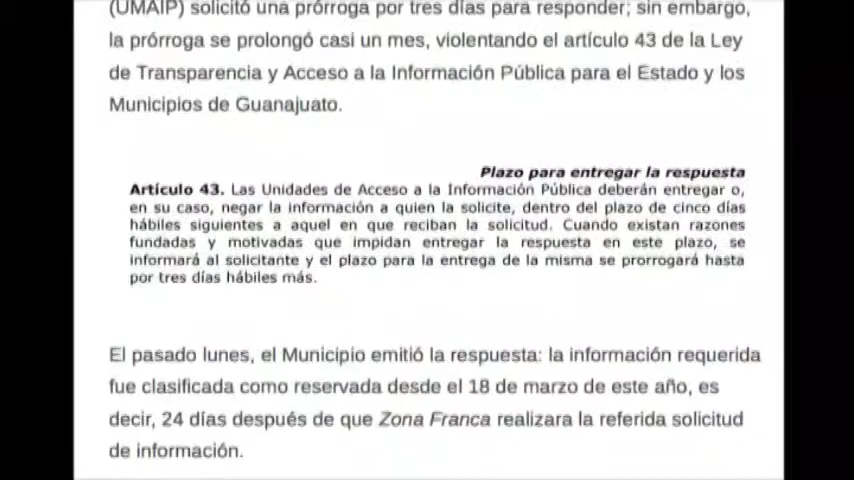 (UMAIP) solicitó una prórroga por tres días para responder; sin embargo,
la prórroga se prolongó casi un mes, violentando el artículo 43 de la Ley
de Transparencia y Acceso a la Información Pública para el Estado y los
Municipios de Guanajuato.
Plazo para entregar la respuesta
Artículo 43. Las Unidades de Acceso a la Información Pública deberán entregar o,
en su caso, negar la información a quien la solicite, dentro del plazo de cinco días
hábiles siguientes a aquel en que reciban la solicitud. Cuando existan razones
fundadas y motivadas que impidan entregar la respuesta en este plazo, se
informará al solicitante y el plazo para la entrega de la misma se prorrogará hasta
por tres días hábiles más.
El pasado lunes, el Municipio emitió la respuesta: la información requerida
fue clasificada como reservada desde el 18 de marzo de este año, es
decir, 24 días después de que Zona Franca realizara la referida solicitud
de información.